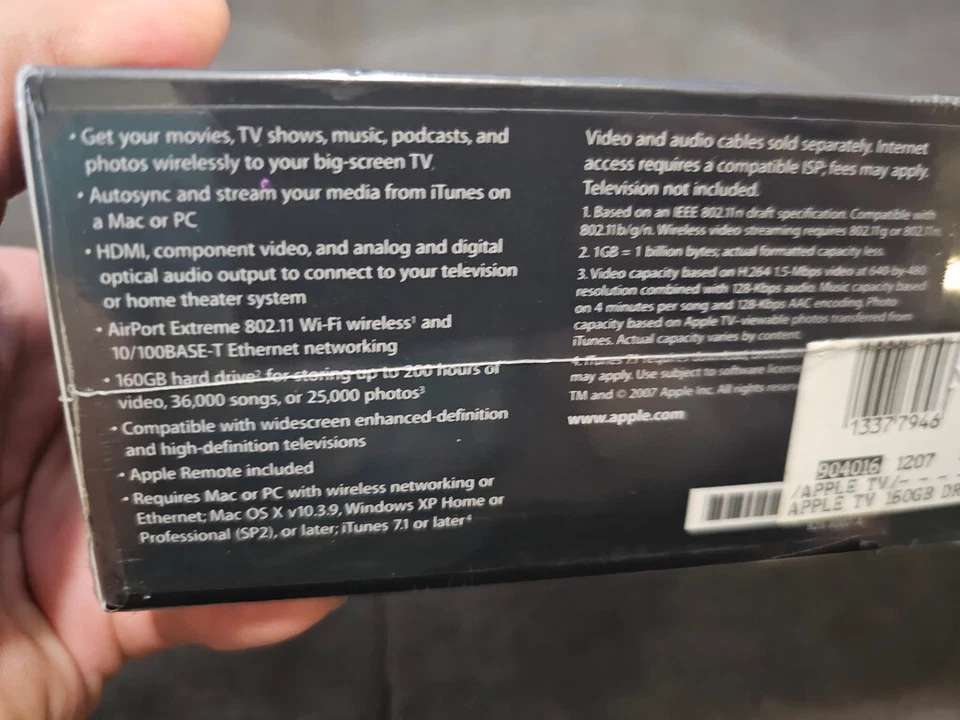 • Get your movies, TV shows, music, podcasts, and
photos wirelessly to your big-screen TV.
• Autosync and stream your media from iTunes on
a Mac or PC
• HDMI, component video, and analog and digital
optical audio output to connect to your television
or home theater system
• AirPort Extreme 802.11 Wi-Fi wireless¹ and
10/100BASE-T Ethernet networking
• 160GB hard drive² for storing up to 200 hours of
video, 36,000 songs, or 25,000 photos³
• Compatible with widescreen enhanced-definition
and high-definition televisions
• Apple Remote included
• Requires Mac or PC with wireless networking or
Ethernet; Mac OS X v10.3.9, Windows XP Home or
Professional (SP2), or later; iTunes 7.1 or later⁴
Video and audio cables sold separately. Internet
access requires a compatible ISP; fees may apply.
Television not included.
1. Based on an IEEE 802.11n draft specification. Compatible with
802.11b/g/n. Wireless video streaming requires 802.11g or 802.11n.
2. 1GB = 1 billion bytes; actual formatted capacity less.
3. Video capacity based on H.264 1.5-Mbps video at 640-by-480
resolution combined with 128-Kbps audio. Music capacity based
on 4 minutes per song and 128-Kbps AAC encoding. Photo
capacity based on Apple TV–viewable photos transferred from
iTunes. Actual capacity varies by content.
4. iTunes 7.1
may apply. Use subject to software license
TM and © 2007 Apple Inc. All rights
www.apple.com
13377946
904016 1207
/APPLE TV/- - -
APPLE TV 160GB DR